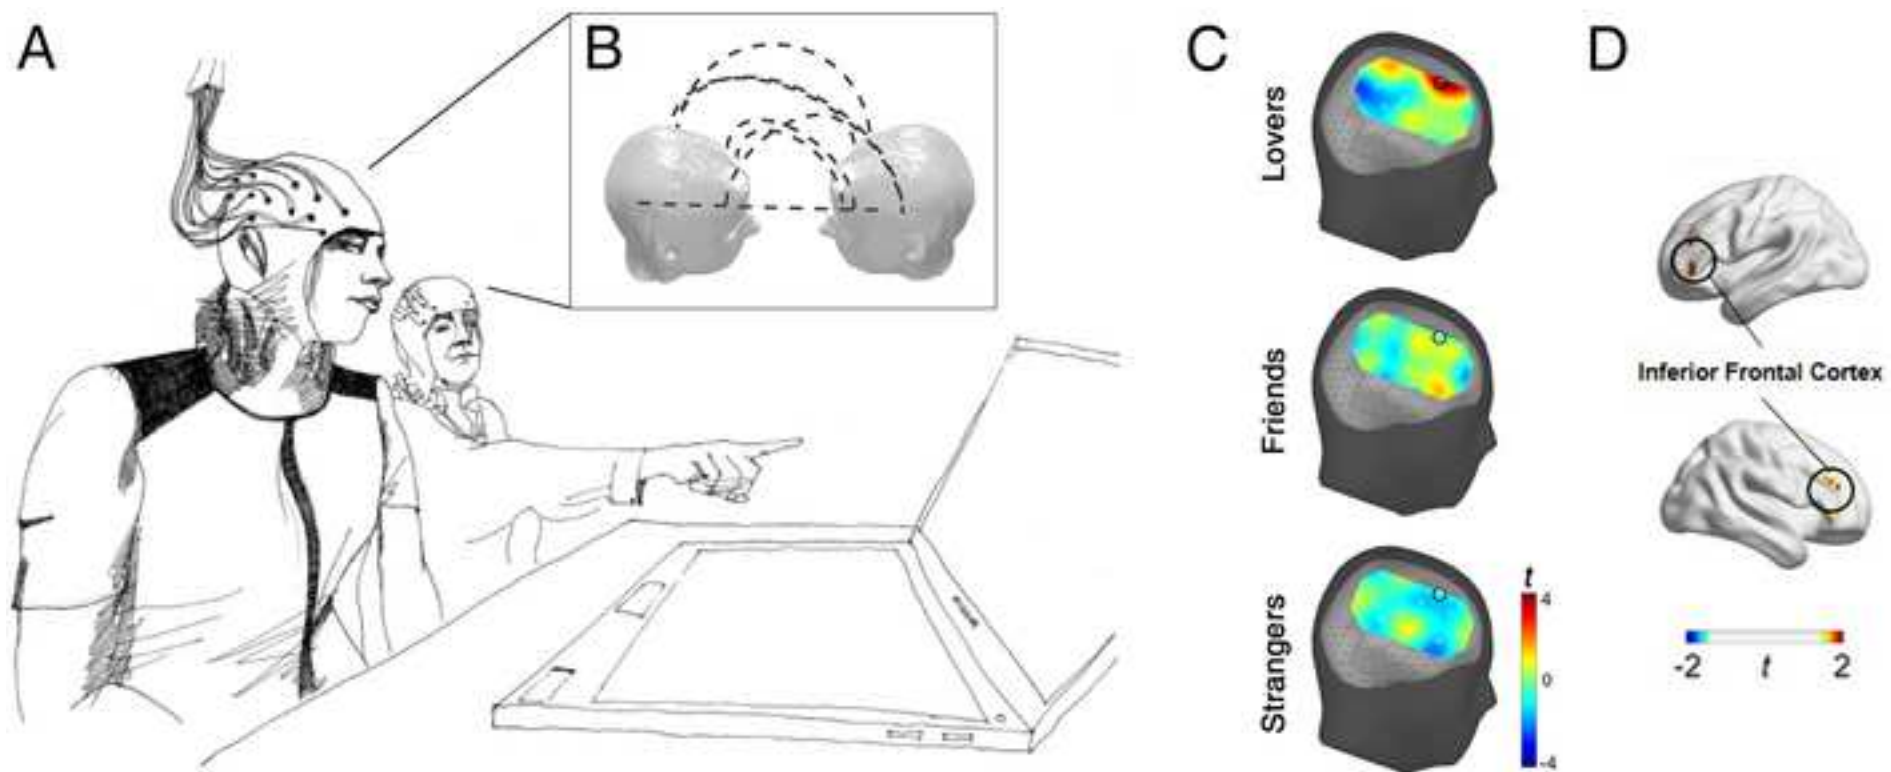 A
B
C
D
Lovers
Friends
Strangers
t
4
0
-4
Inferior Frontal Cortex
-2 t 2